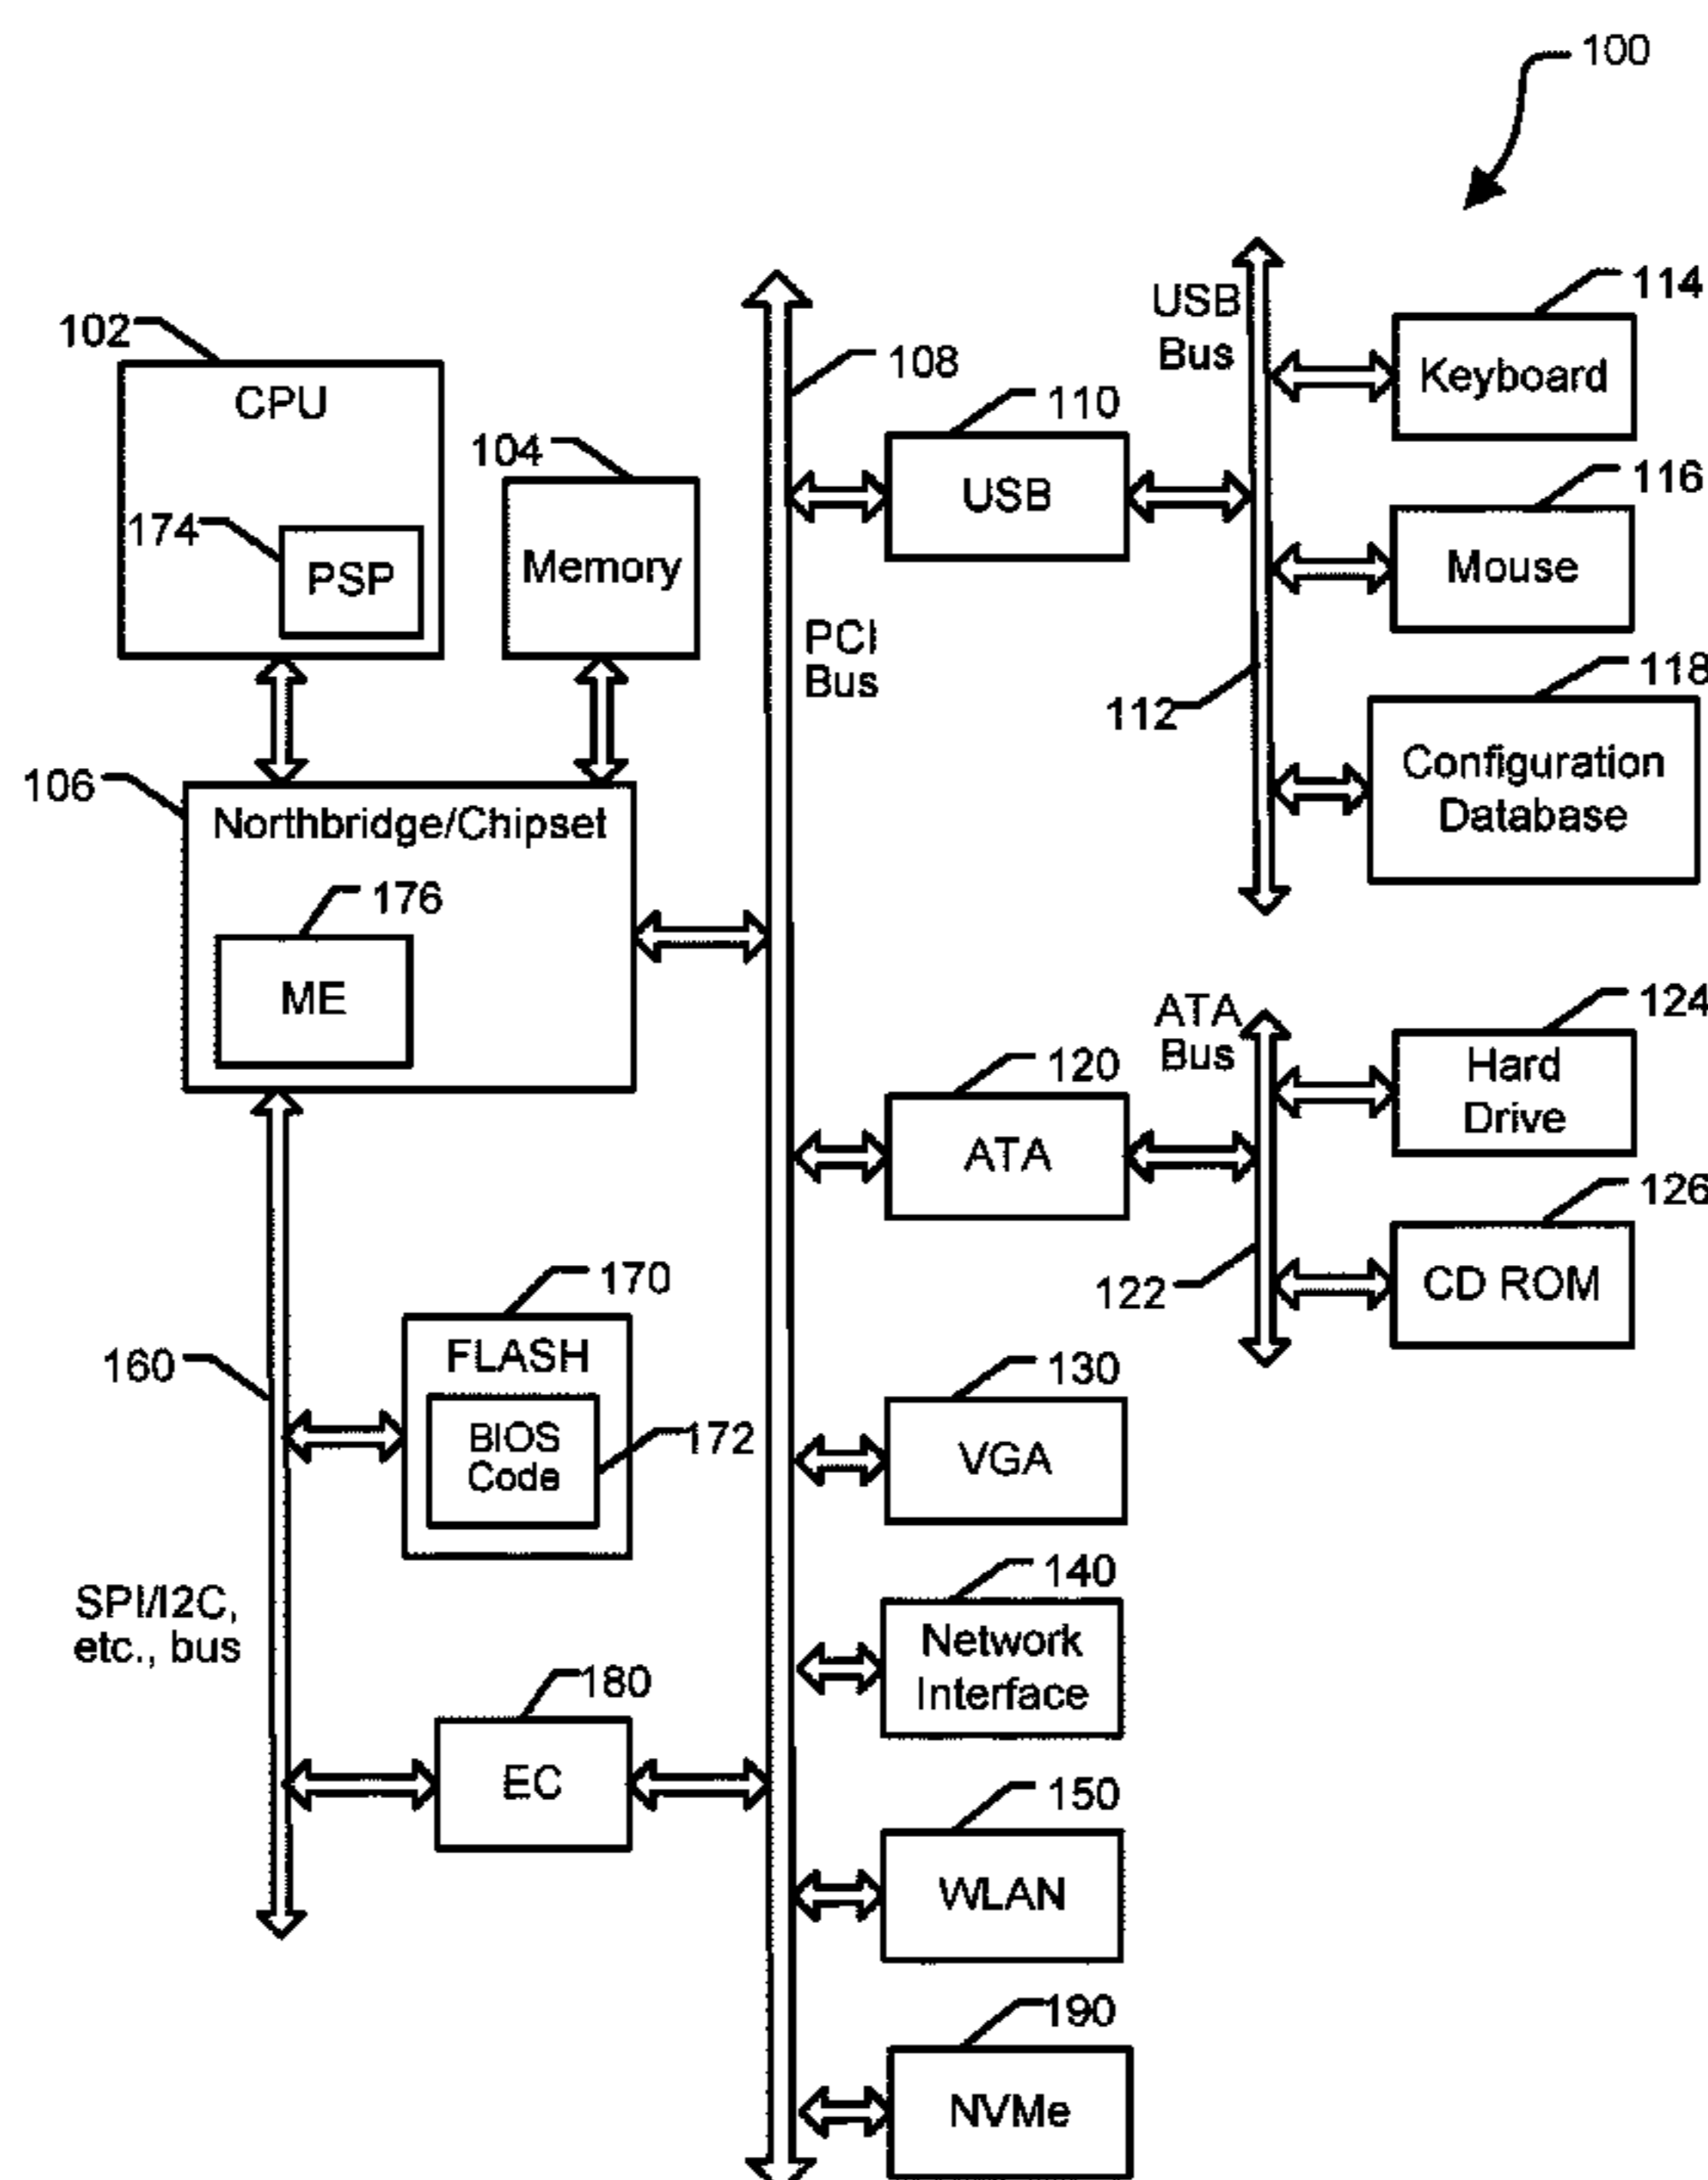 100
102
CPU
174
PSP
104
Memory
106
Northbridge/Chipset
176
ME
108
PCI
Bus
110
USB
USB
Bus
112
114
Keyboard
116
Mouse
118
Configuration
Database
120
ATA
ATA
Bus
122
124
Hard
Drive
126
CD ROM
160
SPI/I2C,
etc., bus
170
FLASH
BIOS
Code
172
180
EC
130
VGA
140
Network
Interface
150
WLAN
190
NVMe